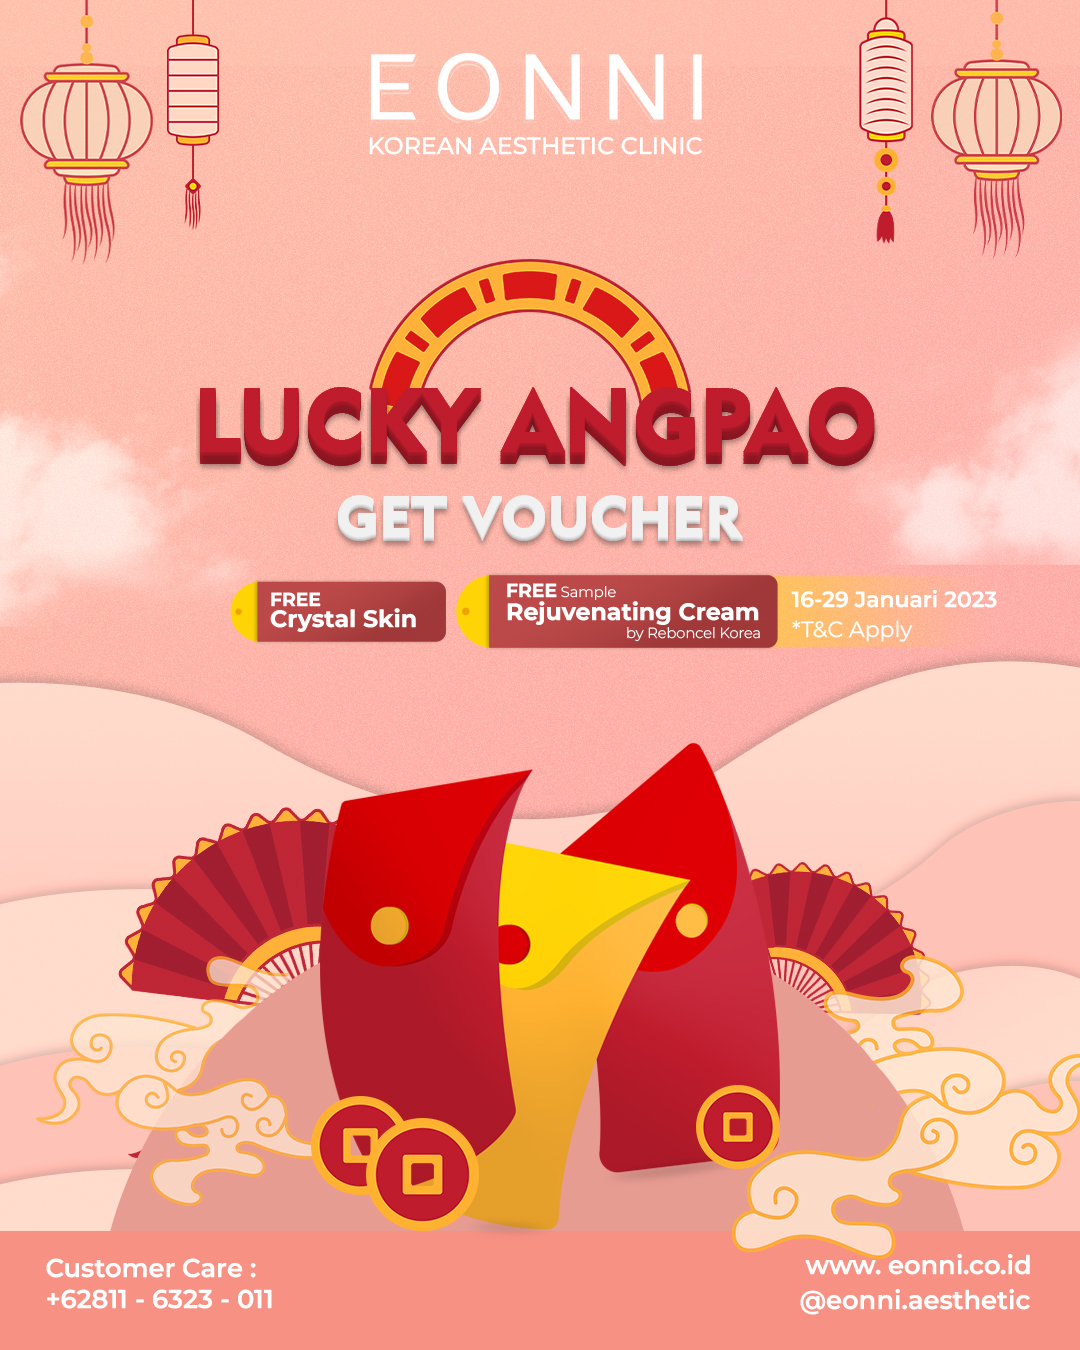 EONNI
KOREAN AESTHETIC CLINIC
LUCKY ANGPAO
GET VOUCHER
FREE
Crystal Skin
FREE Sample
Rejuvenating Cream
by Reboncel Korea
16-29 Januari 2023
*T&C Apply
Customer Care :
+62811 - 6323 - 011
www. eonni.co.id
@eonni.aesthetic